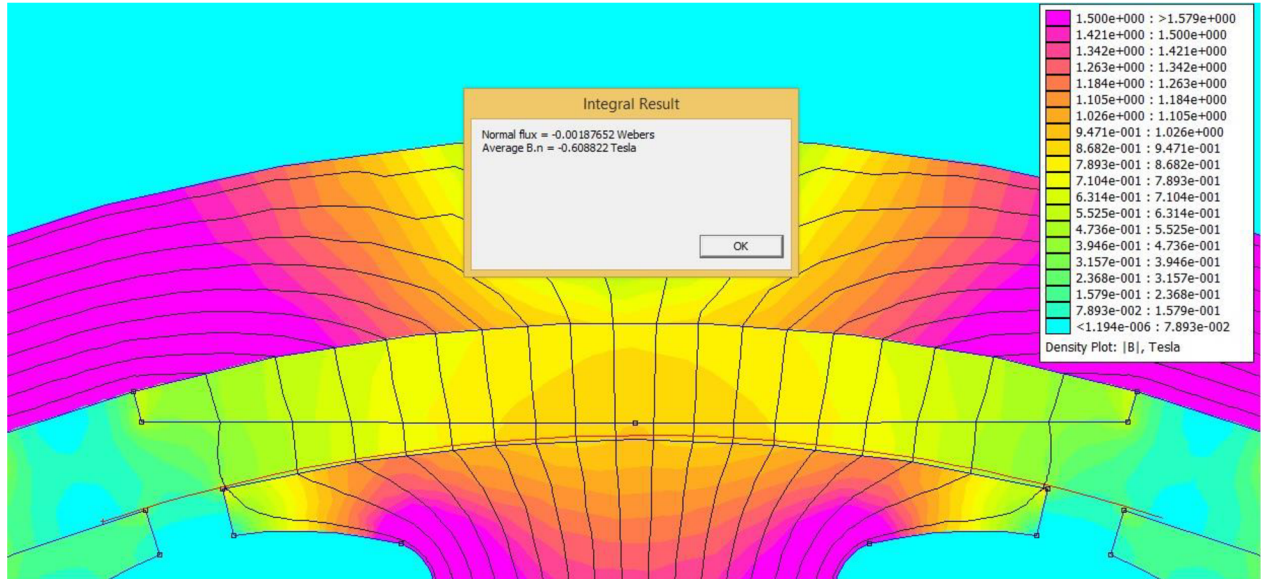 Integral Result
Normal flux = -0.00187652 Webers
Average B.n = -0.608822 Tesla
OK
1.500e+000 : >1.579e+000
1.421e+000 : 1.500e+000
1.342e+000 : 1.421e+000
1.263e+000 : 1.342e+000
1.184e+000 : 1.263e+000
1.105e+000 : 1.184e+000
1.026e+000 : 1.105e+000
9.471e-001 : 1.026e+000
8.682e-001 : 9.471e-001
7.893e-001 : 8.682e-001
7.104e-001 : 7.893e-001
6.314e-001 : 7.104e-001
5.525e-001 : 6.314e-001
4.736e-001 : 5.525e-001
3.946e-001 : 4.736e-001
3.157e-001 : 3.946e-001
2.368e-001 : 3.157e-001
1.579e-001 : 2.368e-001
7.893e-002 : 1.579e-001
<1.194e-006 : 7.893e-002
Density Plot: |B|, Tesla